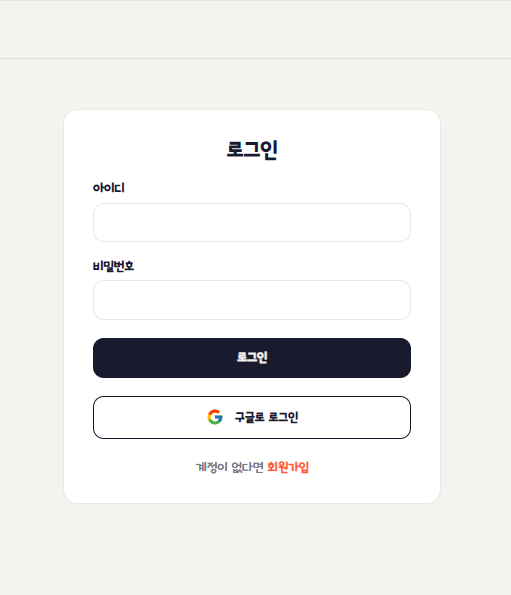 로그인
아이디
비밀번호
로그인
구글로 로그인
계정이 없다면 회원가입